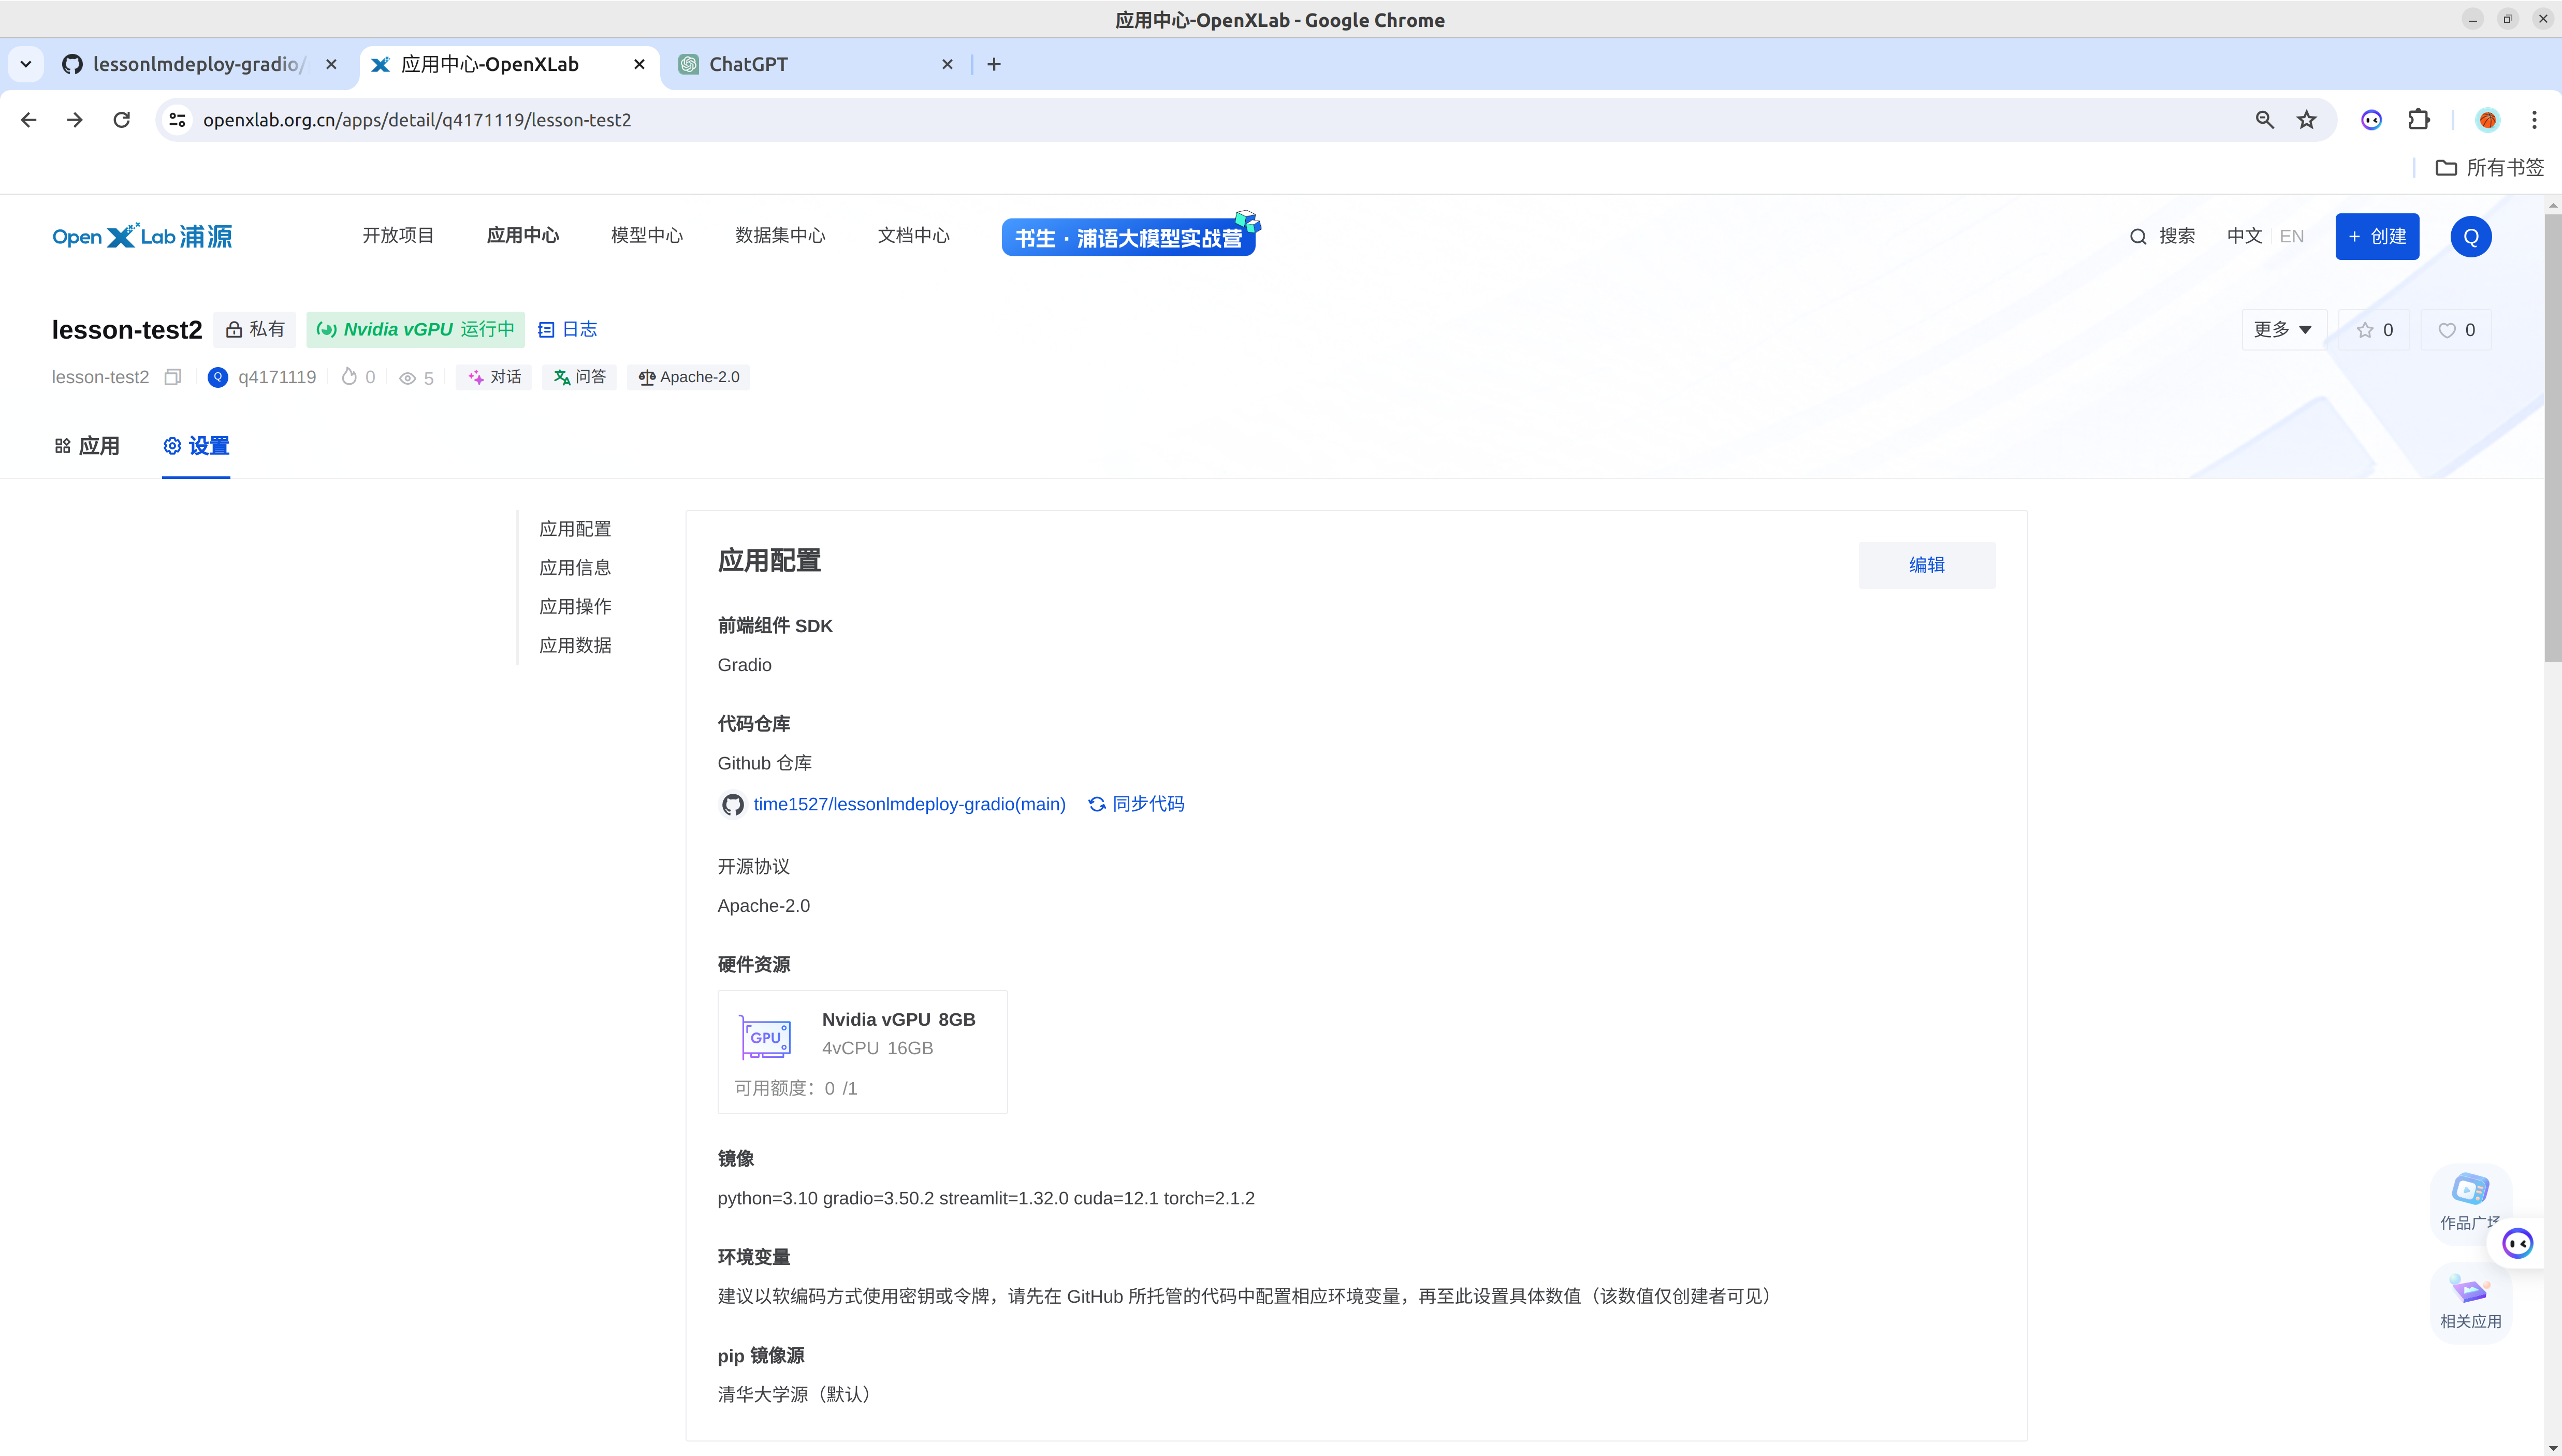 应用中心-OpenXLab - Google Chrome
lessonlmdeploy-gradio/
应用中心-OpenXLab
ChatGPT
openxlab.org.cn/apps/detail/q4171119/lesson-test2
所有书签
Open X Lab 浦源
开放项目
应用中心
模型中心
数据集中心
文档中心
书生·浦语大模型实战营
搜索
中文
EN
+ 创建
Q
lesson-test2
私有
Nvidia vGPU 运行中
日志
更多
0
0
lesson-test2
Q
q4171119
0
5
对话
问答
Apache-2.0
应用
设置
应用配置
应用信息
应用操作
应用数据
应用配置
编辑
前端组件 SDK
Gradio
代码仓库
Github 仓库
time1527/lessonlmdeploy-gradio(main)
同步代码
开源协议
Apache-2.0
硬件资源
GPU
Nvidia vGPU 8GB
4vCPU 16GB
可用额度：0 /1
镜像
python=3.10 gradio=3.50.2 streamlit=1.32.0 cuda=12.1 torch=2.1.2
环境变量
建议以软编码方式使用密钥或令牌，请先在 GitHub 所托管的代码中配置相应环境变量，再至此设置具体数值（该数值仅创建者可见）
pip 镜像源
清华大学源（默认）
作品广场
相关应用